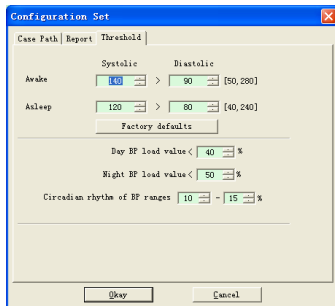 Configuration Set
Case Path Report Threshold
Systolic Diastolic
Awake 140 > 90 [50,280]
Asleep 120 > 80 [40,240]
Factory defaults
Day BP load value< 40 %
Night BP load value< 50 %
Circadian rhythm of BP ranges 10 - 15 %
Okay Cancel